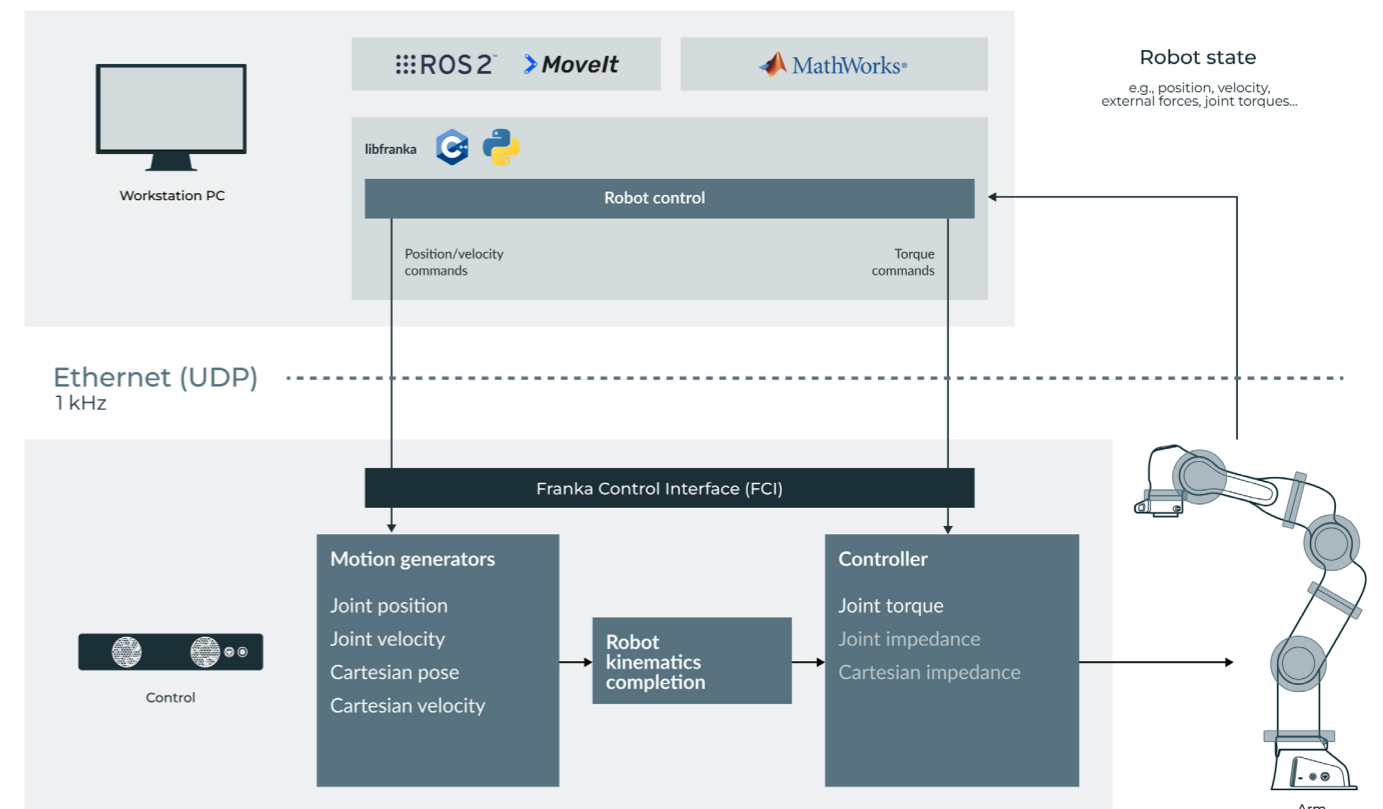 ROS 2™
MoveIt
MathWorks®
Robot state
e.g., position, velocity,
external forces, joint torques...
libfranka
C++
Workstation PC
Robot control
Position/velocity
commands
Torque
commands
Ethernet (UDP)
1 kHz
Franka Control Interface (FCI)
Motion generators
Joint position
Joint velocity
Cartesian pose
Cartesian velocity
Robot
kinematics
completion
Controller
Joint torque
Joint impedance
Cartesian impedance
Control
Arm